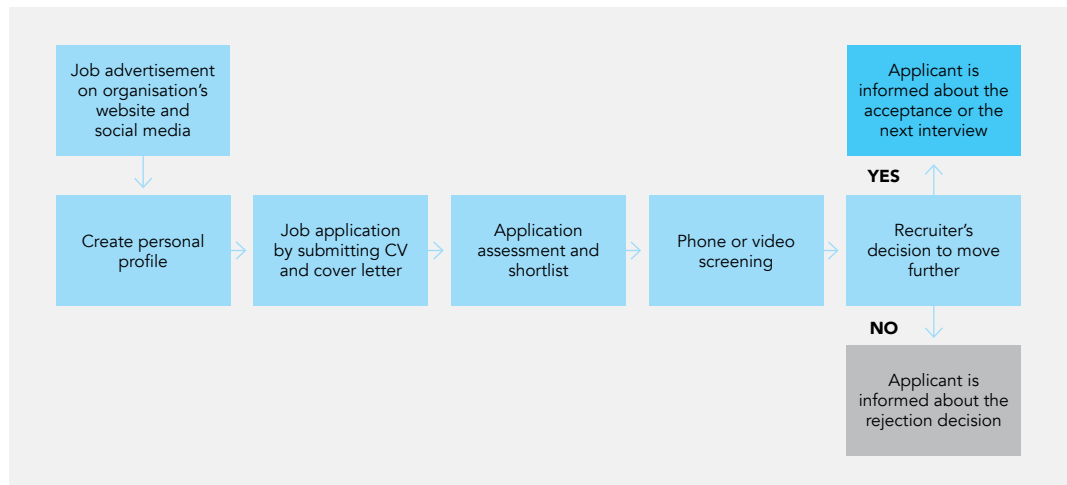 Job advertisement
on organisation's
website and
social media
Create personal
profile
Job application
by submitting CV
and cover letter
Application
assessment and
shortlist
Phone or video
screening
Recruiter's
decision to move
further
YES
Applicant is
informed about the
acceptance or the
next interview
NO
Applicant is
informed about the
rejection decision